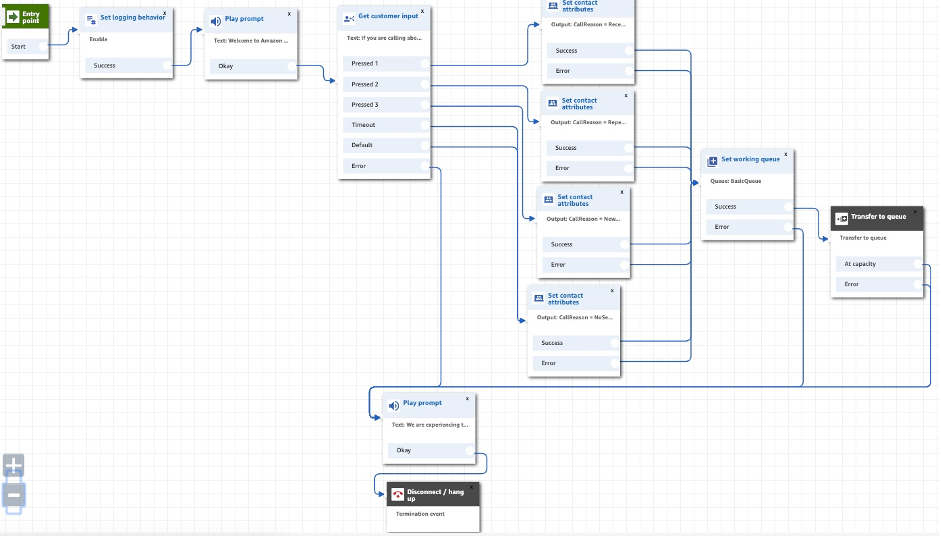 Entry
point
Start
Set logging behavior
x
Enable
Success
Play prompt
x
Text: Welcome to Amazon ...
Okay
Get customer input
x
Text: If you are calling abo...
Pressed 1
Pressed 2
Pressed 3
Timeout
Default
Error
Set contact
attributes
Output: CallReason = Rece...
Success
Error
Set contact
attributes
x
Output: CallReason = Repe...
Success
Error
Set contact
attributes
x
Output: CallReason = New...
Success
Error
Set contact
attributes
x
Output: CallReason = NoSe...
Success
Error
Set working queue
x
Queue: BasicQueue
Success
Error
Transfer to queue
x
Transfer to queue
At capacity
Error
Play prompt
x
Text: We are experiencing t...
Okay
Disconnect / hang
up
x
Termination event